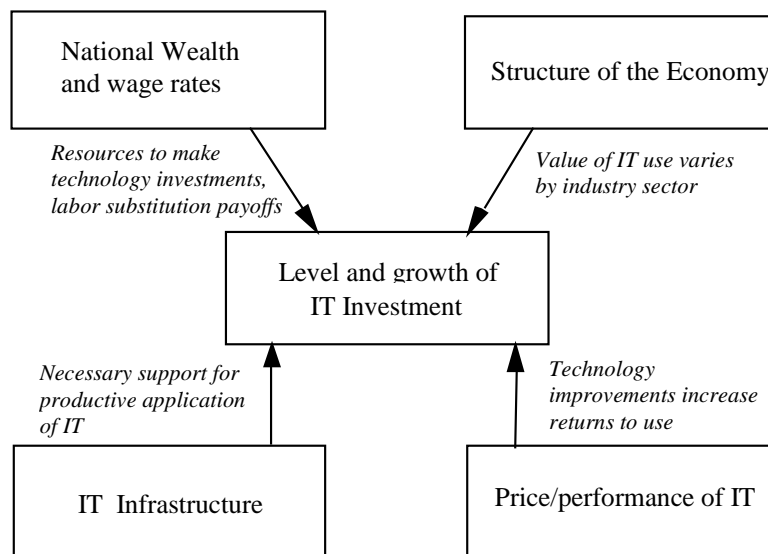 National Wealth
and wage rates
Structure of the Economy
Resources to make
technology investments,
labor substitution payoffs
Value of IT use varies
by industry sector
Level and growth of
IT Investment
Necessary support for
productive application
of IT
Technology
improvements increase
returns to use
IT Infrastructure
Price/performance of IT